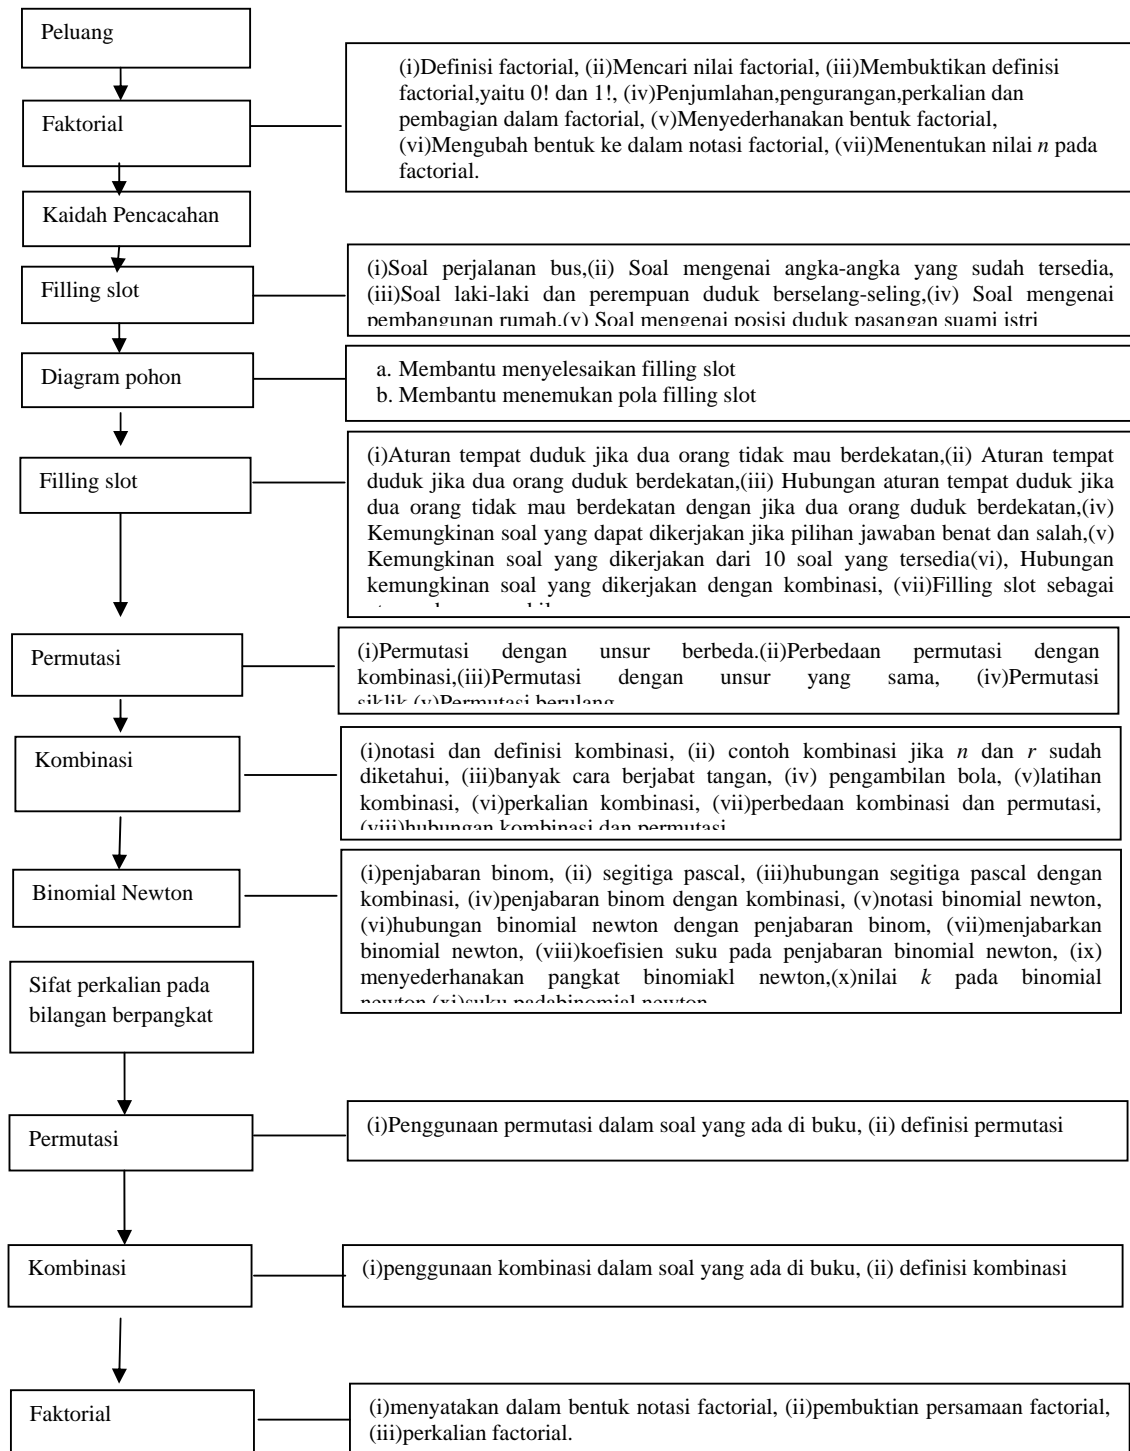 Peluang
(i)Definisi factorial, (ii)Mencari nilai factorial, (iii)Membuktikan definisi
factorial,yaitu 0! dan 1!, (iv)Penjumlahan,pengurangan,perkalian dan
pembagian dalam factorial, (v)Menyederhanakan bentuk factorial,
(vi)Mengubah bentuk ke dalam notasi factorial, (vii)Menentukan nilai n pada
factorial.
Faktorial
Kaidah Pencacahan
Filling slot
(i)Soal perjalanan bus,(ii) Soal mengenai angka-angka yang sudah tersedia,
(iii)Soal laki-laki dan perempuan duduk berselang-seling,(iv) Soal mengenai
pembangunan rumah,(v) Soal mengenai posisi duduk pasangan suami istri
Diagram pohon
a. Membantu menyelesaikan filling slot
b. Membantu menemukan pola filling slot
Filling slot
(i)Aturan tempat duduk jika dua orang tidak mau berdekatan,(ii) Aturan tempat
duduk jika dua orang duduk berdekatan,(iii) Hubungan aturan tempat duduk jika
dua orang tidak mau berdekatan dengan jika dua orang duduk berdekatan,(iv)
Kemungkinan soal yang dapat dikerjakan jika pilihan jawaban benat dan salah,(v)
Kemungkinan soal yang dikerjakan dari 10 soal yang tersedia(vi), Hubungan
kemungkinan soal yang dikerjakan dengan kombinasi, (vii)Filling slot sebagai
Permutasi
(i)Permutasi dengan unsur berbeda.(ii)Perbedaan permutasi dengan
kombinasi,(iii)Permutasi dengan unsur yang sama, (iv)Permutasi
siklik,(v)Permutasi berulang
Kombinasi
(i)notasi dan definisi kombinasi, (ii) contoh kombinasi jika n dan r sudah
diketahui, (iii)banyak cara berjabat tangan, (iv) pengambilan bola, (v)latihan
kombinasi, (vi)perkalian kombinasi, (vii)perbedaan kombinasi dan permutasi,
(viii)hubungan kombinasi dan permutasi
Binomial Newton
(i)penjabaran binom, (ii) segitiga pascal, (iii)hubungan segitiga pascal dengan
kombinasi, (iv)penjabaran binom dengan kombinasi, (v)notasi binomial newton,
(vi)hubungan binomial newton dengan penjabaran binom, (vii)menjabarkan
binomial newton, (viii)koefisien suku pada penjabaran binomial newton, (ix)
menyederhanakan pangkat binomiakl newton,(x)nilai k pada binomial
newton,(xi)suku padabinomial newton
Sifat perkalian pada
bilangan berpangkat
Permutasi
(i)Penggunaan permutasi dalam soal yang ada di buku, (ii) definisi permutasi
Kombinasi
(i)penggunaan kombinasi dalam soal yang ada di buku, (ii) definisi kombinasi
Faktorial
(i)menyatakan dalam bentuk notasi factorial, (ii)pembuktian persamaan factorial,
(iii)perkalian factorial.